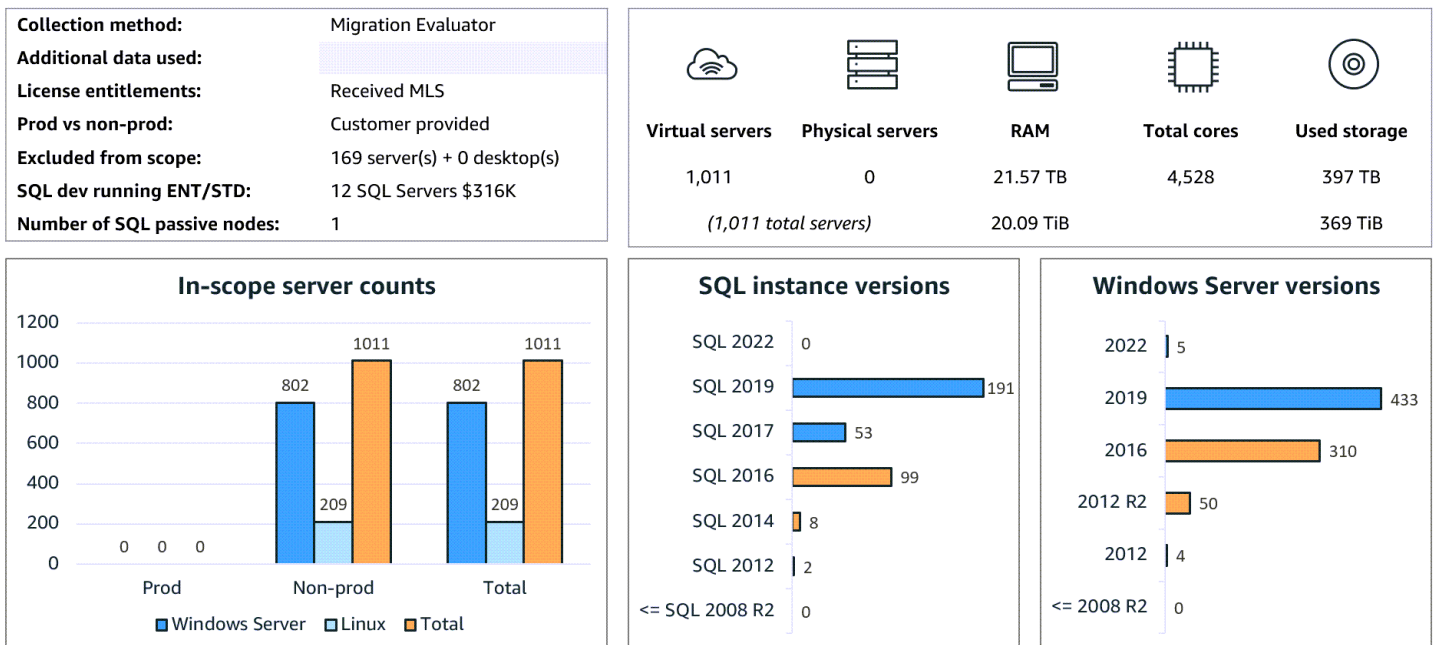 Collection method: Migration Evaluator
Additional data used:
License entitlements: Received MLS
Prod vs non-prod: Customer provided
Excluded from scope: 169 server(s) + 0 desktop(s)
SQL dev running ENT/STD: 12 SQL Servers $316K
Number of SQL passive nodes: 1
Virtual servers Physical servers RAM Total cores Used storage
1,011 0 21.57 TB 4,528 397 TB
(1,011 total servers) 20.09 TiB 369 TiB
In-scope server counts
1200
1000
800
600
400
200
0
0 0 0
802 209 1011
802 209 1011
Prod Non-prod Total
Windows Server Linux Total
SQL instance versions
SQL 2022 0
SQL 2019 191
SQL 2017 53
SQL 2016 99
SQL 2014 8
SQL 2012 2
<= SQL 2008 R2 0
Windows Server versions
2022 5
2019 433
2016 310
2012 R2 50
2012 4
<= 2008 R2 0